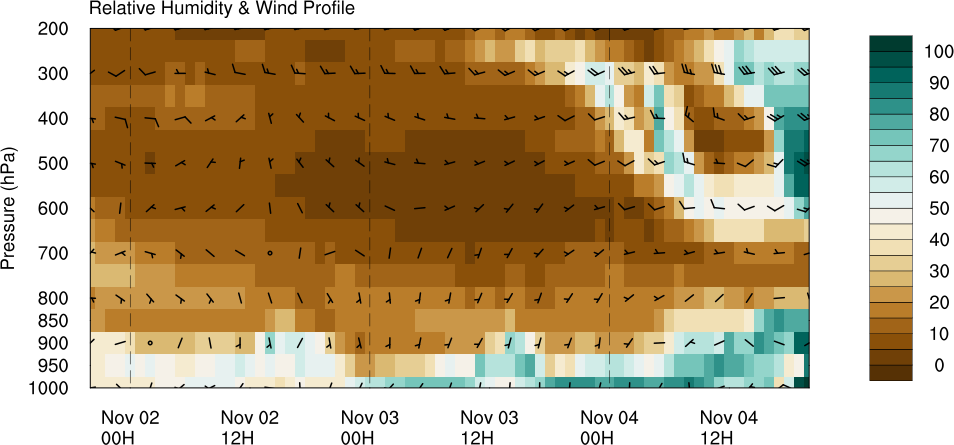 Relative Humidity & Wind Profile
Pressure (hPa)
200
300
400
500
600
700
800
850
900
950
1000
Nov 02
00H
Nov 02
12H
Nov 03
00H
Nov 03
12H
Nov 04
00H
Nov 04
12H
100
90
80
70
60
50
40
30
20
10
0